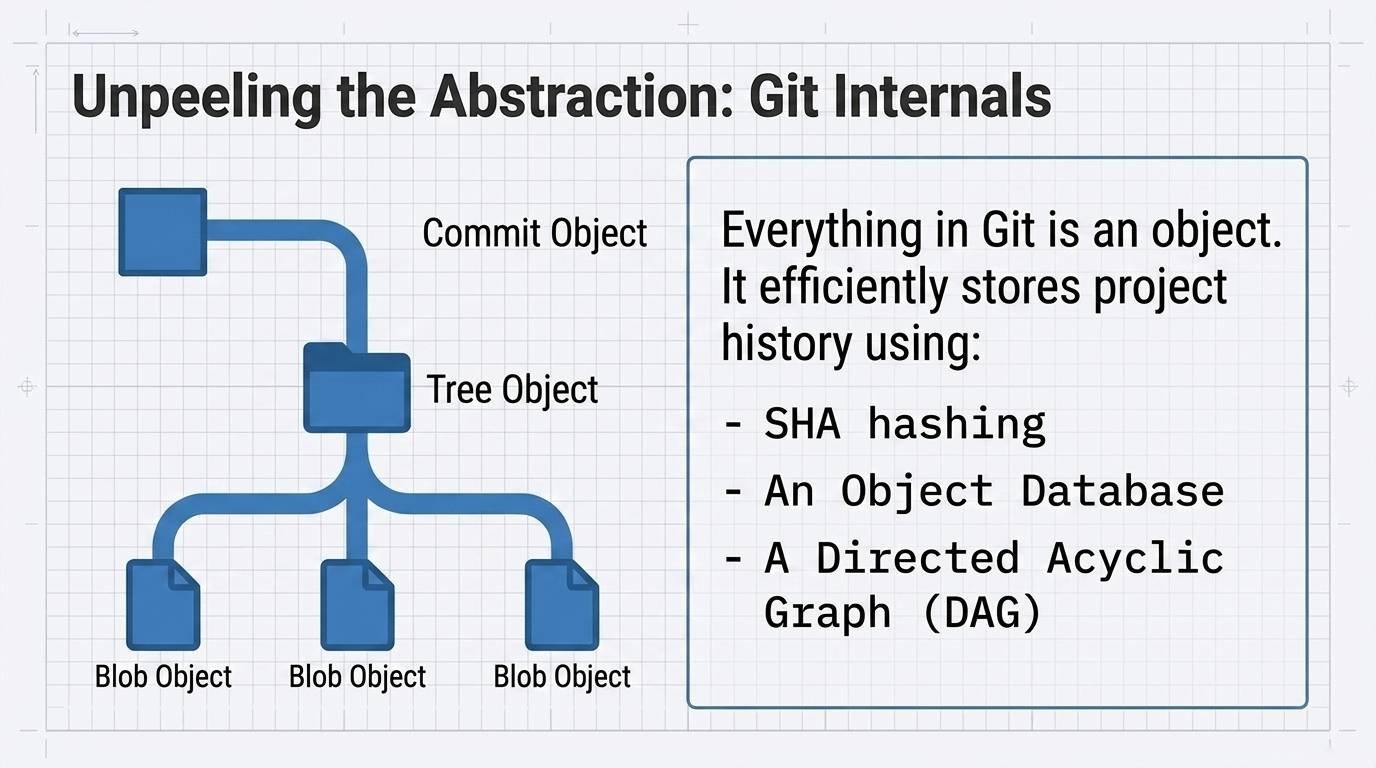 Unpeeling the Abstraction: Git Internals
Commit Object
Tree Object
Blob Object
Blob Object
Blob Object
Everything in Git is an object.
It efficiently stores project
history using:
- SHA hashing
- An Object Database
- A Directed Acyclic
Graph (DAG)